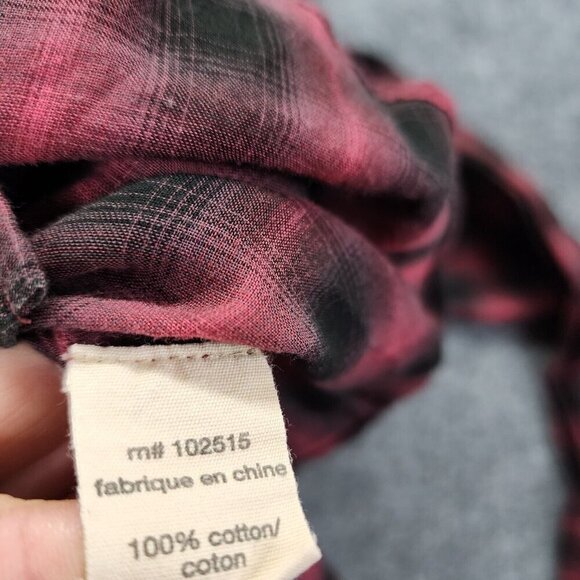 rn# 102515
fabrique en chine
100% cotton/
coton